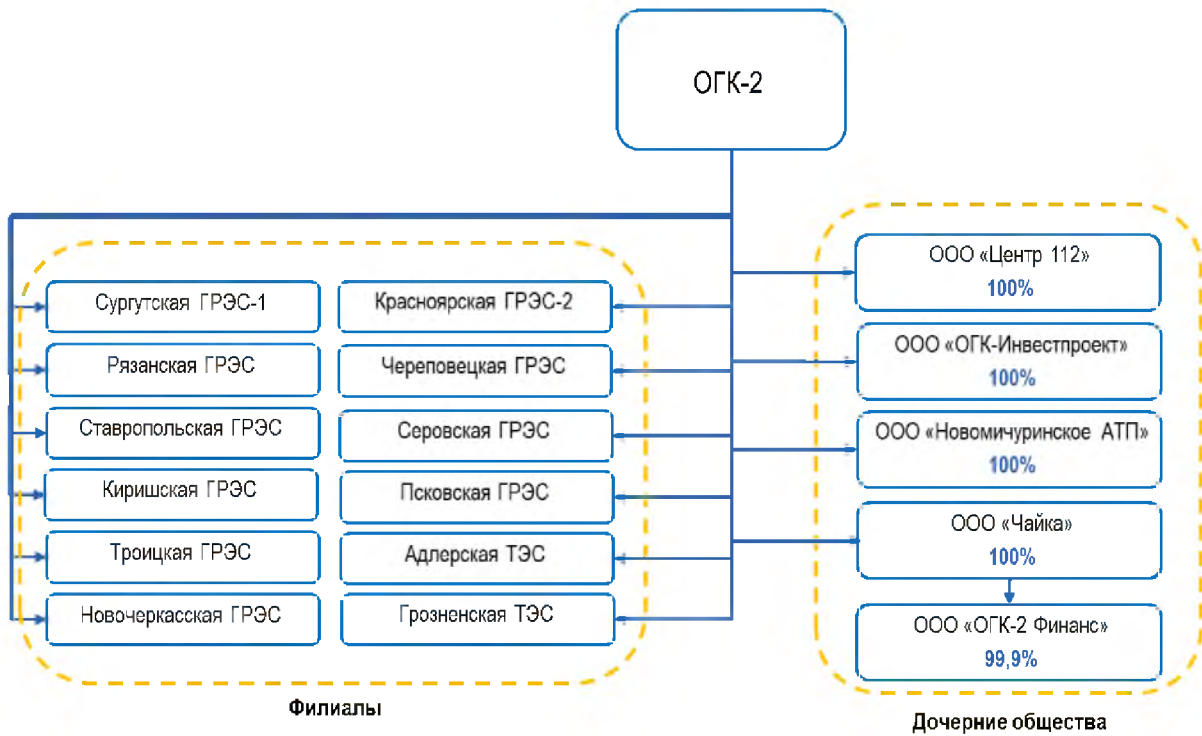 ОГК-2
Сургутская ГРЭС-1
Красноярская ГРЭС-2
Рязанская ГРЭС
Череповецкая ГРЭС
Ставропольская ГРЭС
Серовская ГРЭС
Киришская ГРЭС
Псковская ГРЭС
Троицкая ГРЭС
Адлерская ТЭС
Новочеркасская ГРЭС
Грозненская ТЭС
Филиалы
ООО «Центр 112»
100%
ООО «ОГК-Инвестпроект»
100%
ООО «Новомичуринское АТП»
100%
ООО «Чайка»
100%
ООО «ОГК-2 Финанс»
99,9%
Дочерние общества